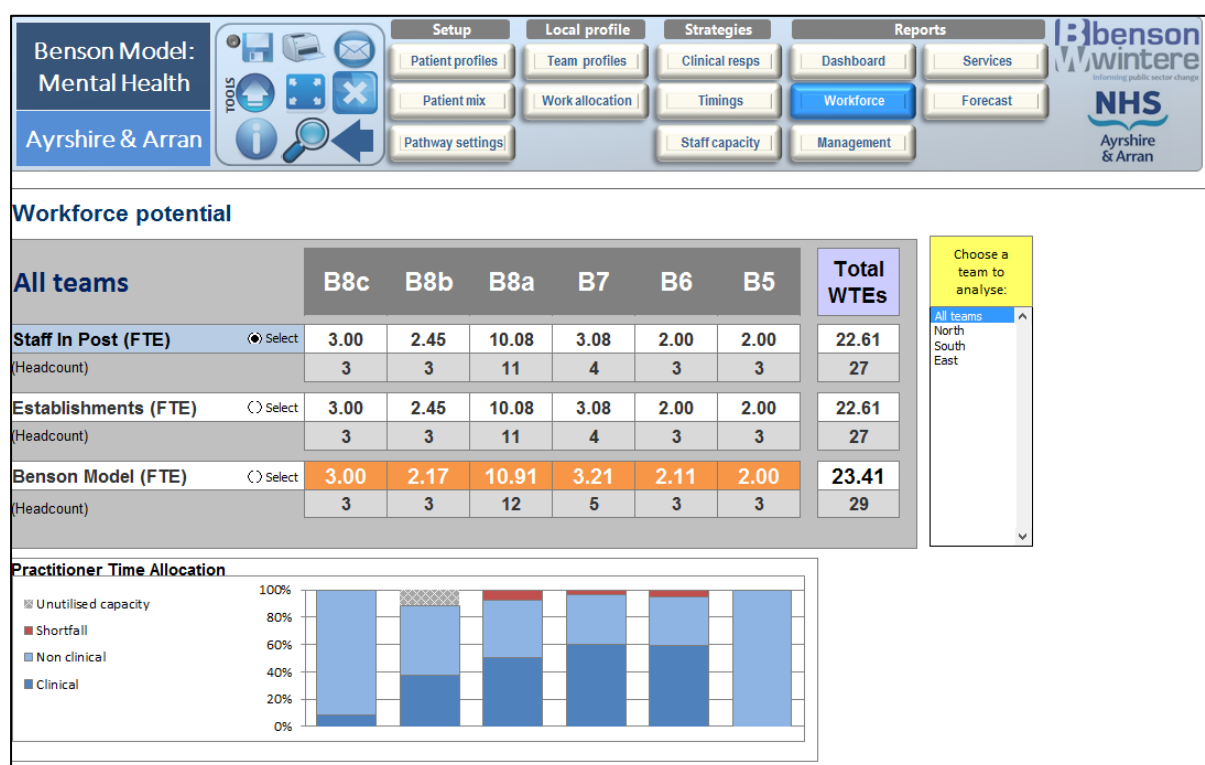 Benson Model:
Mental Health
Ayrshire & Arran
TOOLS
Setup
Patient profiles
Patient mix
Pathway settings
Local profile
Team profiles
Work allocation
Strategies
Clinical resps
Timings
Staff capacity
Reports
Dashboard
Services
Workforce
Forecast
Management
benson
wintere
Informing public sector change
NHS
Ayrshire
& Arran
Workforce potential
All teams B8c B8b B8a B7 B6 B5 Total WTEs
Staff In Post (FTE) Select 3.00 2.45 10.08 3.08 2.00 2.00 22.61
(Headcount) 3 3 11 4 3 3 27
Establishments (FTE) Select 3.00 2.45 10.08 3.08 2.00 2.00 22.61
(Headcount) 3 3 11 4 3 3 27
Benson Model (FTE) Select 3.00 2.17 10.91 3.21 2.11 2.00 23.41
(Headcount) 3 3 12 5 3 3 29
Choose a
team to
analyse:
All teams
North
South
East
Practitioner Time Allocation
Unutilised capacity
Shortfall
Non clinical
Clinical
100%
80%
60%
40%
20%
0%